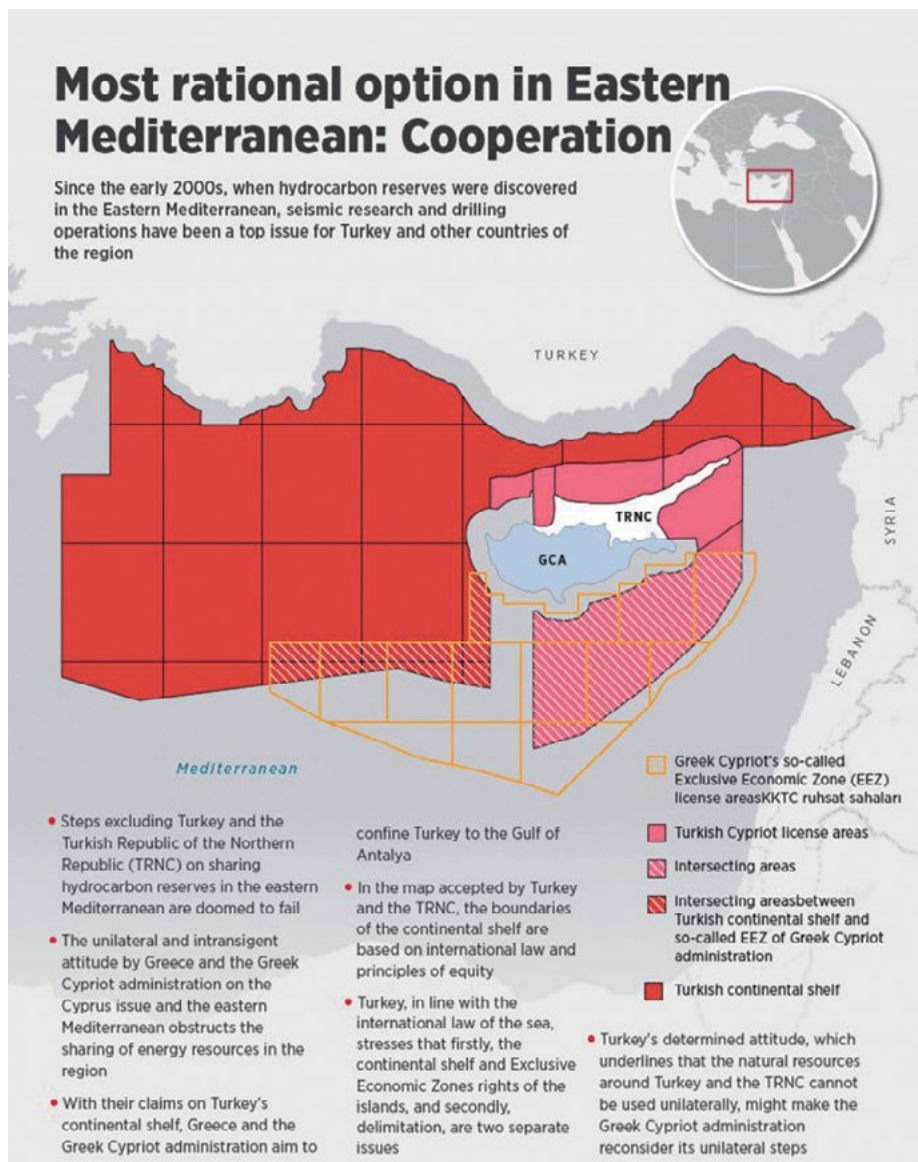 Most rational option in Eastern
Mediterranean: Cooperation
Since the early 2000s, when hydrocarbon reserves were discovered
in the Eastern Mediterranean, seismic research and drilling
operations have been a top issue for Turkey and other countries of
the region
TURKEY
TRNC
GCA
SYRIA
LEBANON
Mediterranean
Greek Cypriot's so-called
Exclusive Economic Zone (EEZ)
license areasKKTC ruhsat sahaları
Turkish Cypriot license areas
Intersecting areas
Intersecting areasbetween
Turkish continental shelf and
so-called EEZ of Greek Cypriot
administration
Turkish continental shelf
• Steps excluding Turkey and the
Turkish Republic of the Northern
Republic (TRNC) on sharing
hydrocarbon reserves in the eastern
Mediterranean are doomed to fail
• The unilateral and intransigent
attitude by Greece and the Greek
Cypriot administration on the
Cyprus issue and the eastern
Mediterranean obstructs the
sharing of energy resources in the
region
• With their claims on Turkey's
continental shelf, Greece and the
Greek Cypriot administration aim to
confine Turkey to the Gulf of
Antalya
• In the map accepted by Turkey
and the TRNC, the boundaries
of the continental shelf are
based on international law and
principles of equity
• Turkey, in line with the
international law of the sea,
stresses that firstly, the
continental shelf and Exclusive
Economic Zones rights of the
islands, and secondly,
delimitation, are two separate
issues
• Turkey's determined attitude, which
underlines that the natural resources
around Turkey and the TRNC cannot
be used unilaterally, might make the
Greek Cypriot administration
reconsider its unilateral steps